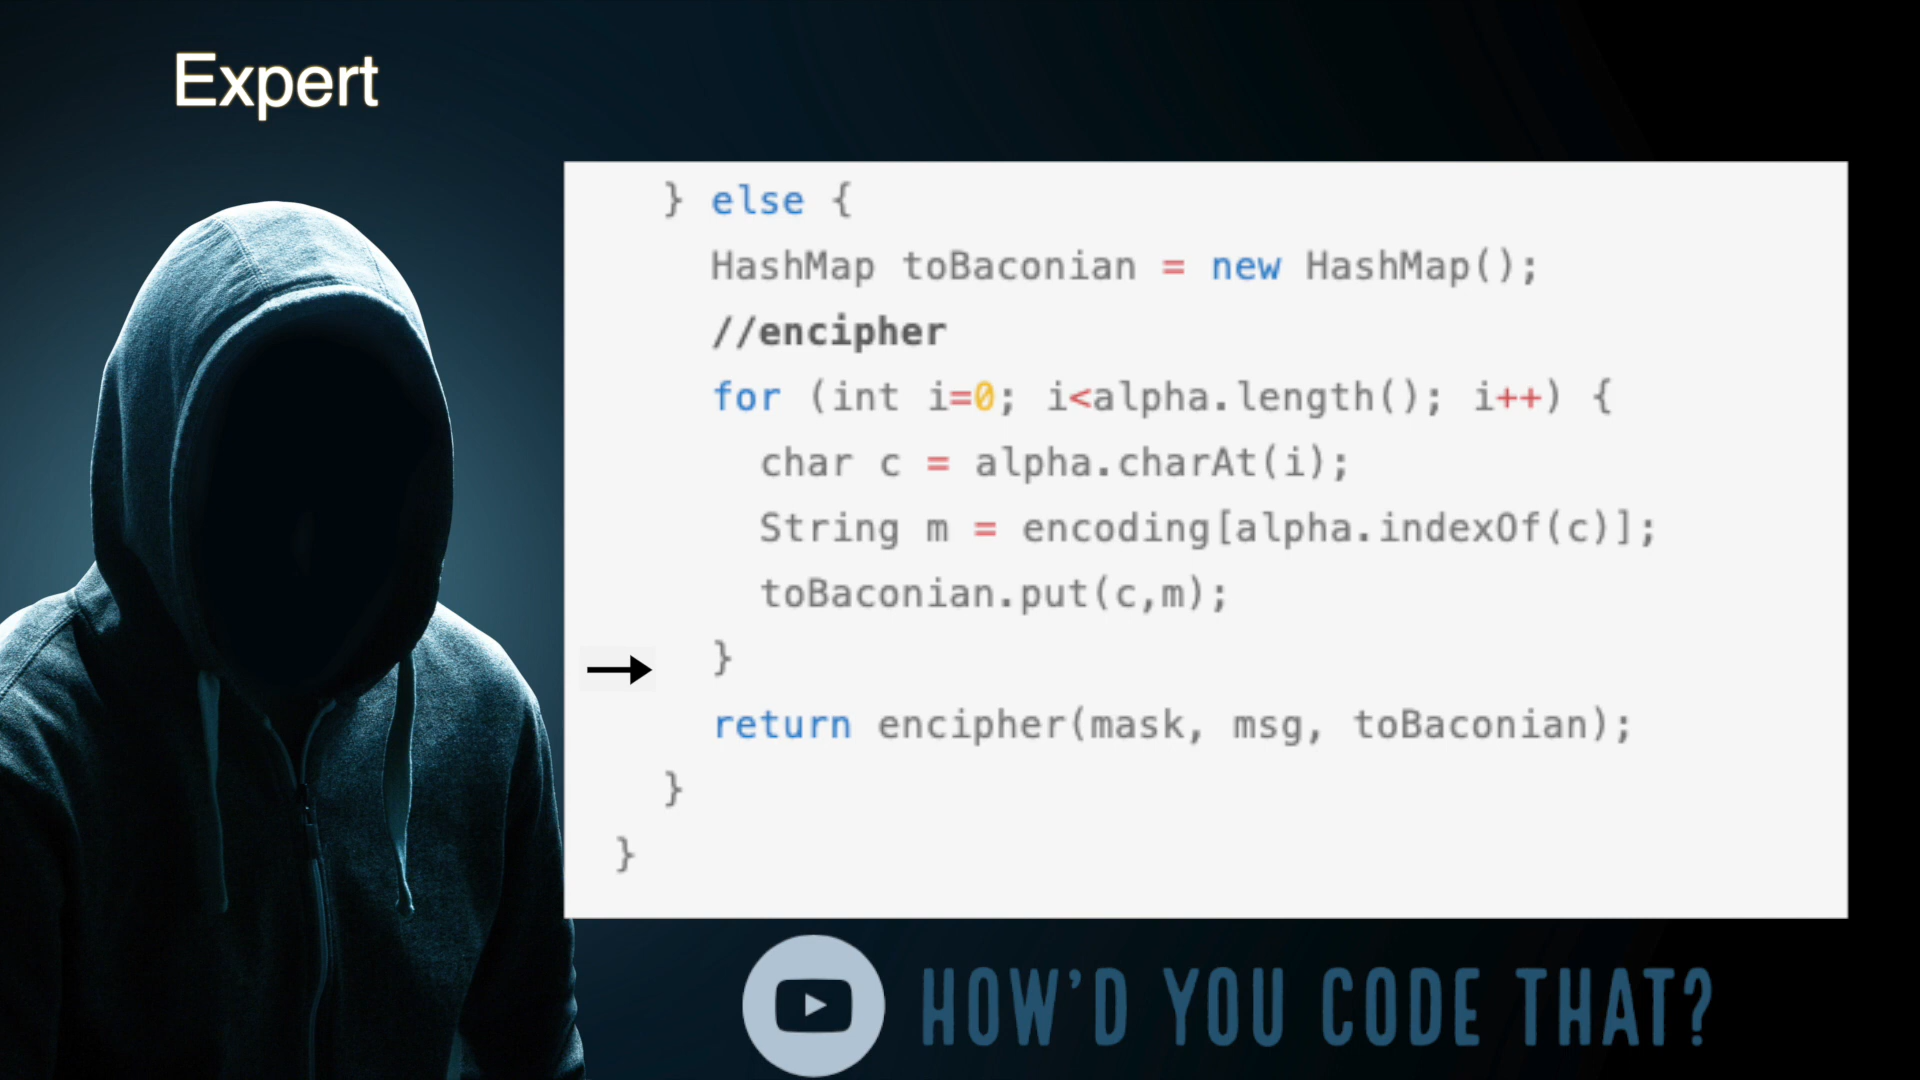 Expert
} else {
HashMap toBaconian = new HashMap();
//encipher
for (int i=0; i<alpha.length(); i++) {
char c = alpha.charAt(i);
String m = encoding[alpha.indexOf(c)];
toBaconian.put(c,m);
}
return encipher(mask, msg, toBaconian);
}
}
HOW'D YOU CODE THAT?